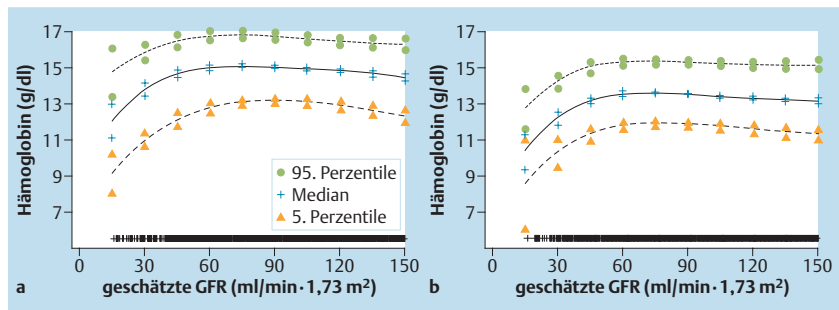 Hämoglobin (g/dl)
17
15
13
11
9
7
95. Perzentile
Median
5. Perzentile
0 30 60 90 120 150
a geschätzte GFR (ml/min · 1,73 m²)
Hämoglobin (g/dl)
17
15
13
11
9
7
0 30 60 90 120 150
b geschätzte GFR (ml/min · 1,73 m²)